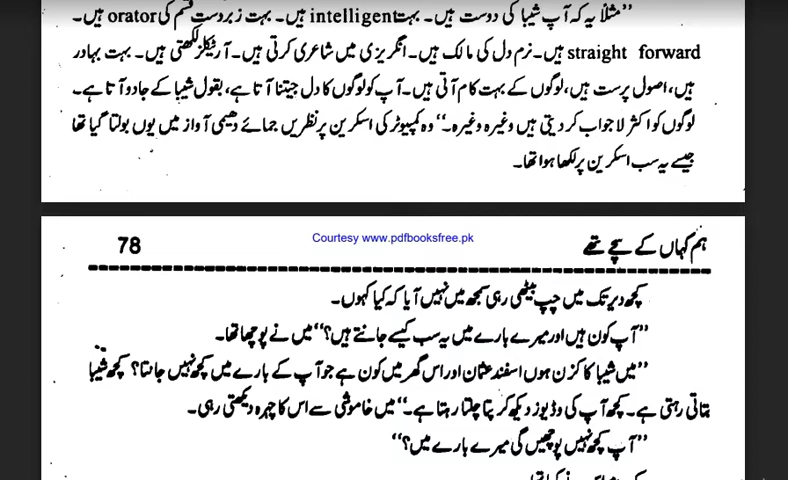 ”مثلاً یہ کہ آپ شیبا کی دوست ہیں۔ بہت intelligent ہیں۔ بہت زبردست قسم کی orator ہیں۔
straight forward ہیں۔ نرم دل کی مالک ہیں۔ انگریزی میں شاعری کرتی ہیں۔ آرٹیکلز لکھتی ہیں۔ بہت بہادر
ہیں، اصول پرست ہیں، لوگوں کے بہت کام آتی ہیں۔ آپ کو لوگوں کا دل جیتنا آتا ہے، بقول شیبا کے جادو آتا ہے۔
لوگوں کو اکثر لاجواب کر دیتی ہیں وغیرہ وغیرہ۔“ وہ کمپیوٹر کی اسکرین پر نظریں جمائے دھیمی آواز میں یوں بولتا گیا تھا
جیسے یہ سب اسکرین پر لکھا ہوا تھا۔
ہم کہاں کے سچے تھے
Courtesy www.pdfbooksfree.pk
78
کچھ دیر تک میں چپ بیٹھی رہی سمجھ میں نہیں آیا کہ کیا کہوں۔
”آپ کون ہیں اور میرے بارے میں یہ سب کیسے جانتے ہیں؟“ میں نے پوچھا تھا۔
”میں شیبا کا کزن ہوں اسفند عثمان اور اس گھر میں کون ہے جو آپ کے بارے میں کچھ نہیں جانتا؟ کچھ شیبا
بتاتی رہتی ہے۔ کچھ آپ کی وڈیوز دیکھ کر پتا چلتا رہتا ہے۔“ میں خاموشی سے اس کا چہرہ دیکھتی رہی۔
”آپ کچھ نہیں پوچھیں گی میرے بارے میں؟“